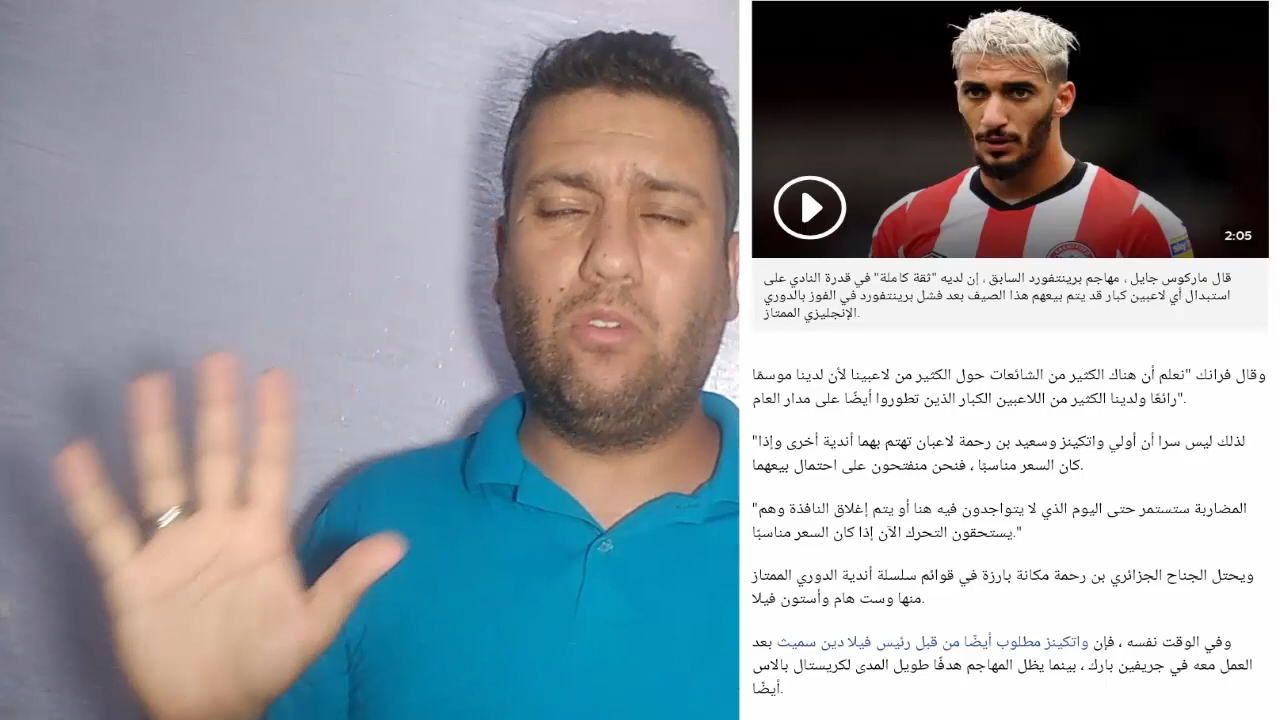 2:05
قال ماركوس جايل ، مهاجم برينتفورد السابق ، إن لديه "ثقة كاملة" في قدرة النادي على
استبدال أي لاعبين كبار قد يتم بيعهم هذا الصيف بعد فشل برينتفورد في الفوز بالدوري
الإنجليزي الممتاز.
وقال فرانك "نعلم أن هناك الكثير من الشائعات حول الكثير من لاعبينا لأن لدينا موسمًا
رائعًا ولدينا الكثير من اللاعبين الكبار الذين تطوروا أيضًا على مدار العام".
لذلك ليس سرا أن أولي واتكينز وسعيد بن رحمة لاعبان تهتم بهما أندية أخرى وإذا"
كان السعر مناسبًا ، فنحن منفتحون على احتمال بيعهما.
المضاربة ستستمر حتى اليوم الذي لا يتواجدون فيه هنا أو يتم إغلاق النافذة وهم"
يستحقون التحرك الآن إذا كان السعر مناسبًا."
ويحتل الجناح الجزائري بن رحمة مكانة بارزة في قوائم سلسلة أندية الدوري الممتاز
منها وست هام وأستون فيلا.
وفي الوقت نفسه ، فإن واتكينز مطلوب أيضًا من قبل رئيس فيلا دين سميث بعد
العمل معه في جريفين بارك ، بينما يظل المهاجم هدفًا طويل المدى لكريستال بالاس
أيضًا.